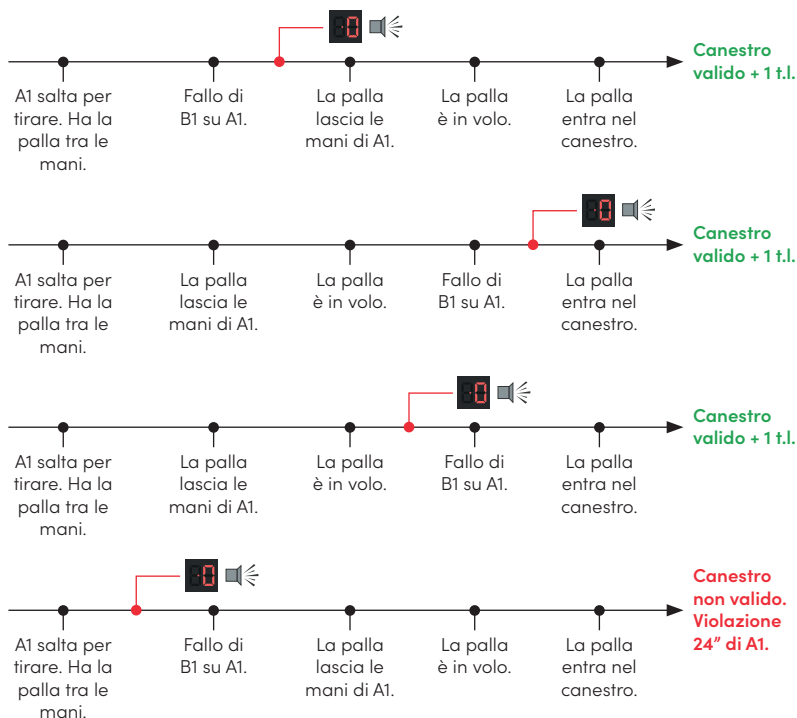 0
Canestro
valido + 1 t.l.
A1 salta per
tirare. Ha la
palla tra le
mani.
Fallo di
B1 su A1.
La palla
lascia le
mani di A1.
La palla
è in volo.
La palla
entra nel
canestro.
0
Canestro
valido + 1 t.l.
A1 salta per
tirare. Ha la
palla tra le
mani.
La palla
lascia le
mani di A1.
La palla
è in volo.
Fallo di
B1 su A1.
La palla
entra nel
canestro.
0
Canestro
valido + 1 t.l.
A1 salta per
tirare. Ha la
palla tra le
mani.
La palla
lascia le
mani di A1.
La palla
è in volo.
Fallo di
B1 su A1.
La palla
entra nel
canestro.
0
Canestro
non valido.
Violazione
24” di A1.
A1 salta per
tirare. Ha la
palla tra le
mani.
Fallo di
B1 su A1.
La palla
lascia le
mani di A1.
La palla
è in volo.
La palla
entra nel
canestro.